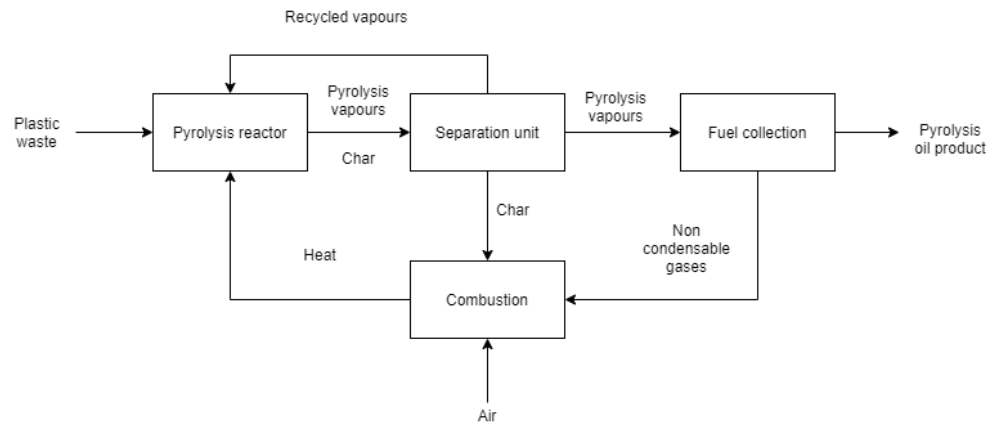 Recycled vapours
Plastic
waste
Pyrolysis reactor
Pyrolysis
vapours
Char
Separation unit
Pyrolysis
vapours
Fuel collection
Pyrolysis
oil product
Char
Heat
Non
condensable
gases
Combustion
Air